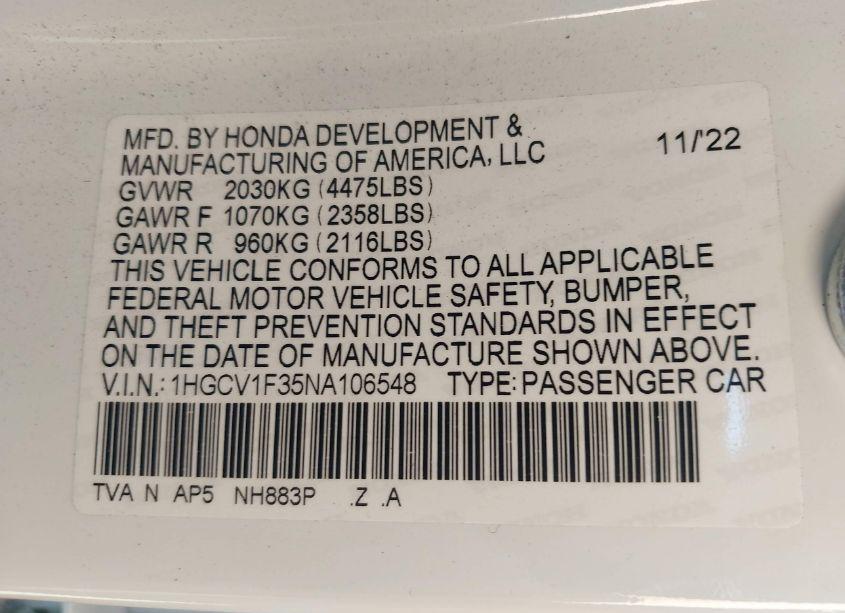 MFD. BY HONDA DEVELOPMENT &
MANUFACTURING OF AMERICA, LLC 11/'22
GVWR 2030KG (4475LBS)
GAWR F 1070KG (2358LBS)
GAWR R 960KG (2116LBS)
THIS VEHICLE CONFORMS TO ALL APPLICABLE
FEDERAL MOTOR VEHICLE SAFETY, BUMPER,
AND THEFT PREVENTION STANDARDS IN EFFECT
ON THE DATE OF MANUFACTURE SHOWN ABOVE.
V.I.N.: 1HGCV1F35NA106548 TYPE: PASSENGER CAR
TVA N AP5 NH883P .Z .A